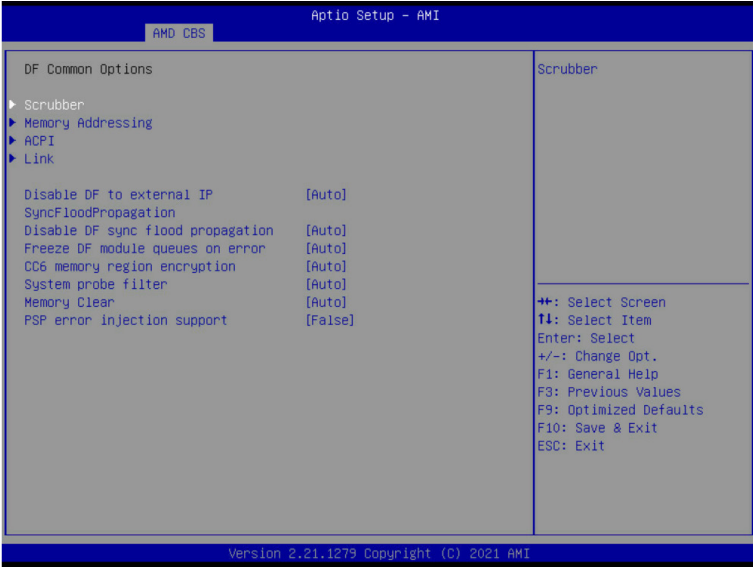 Aptio Setup – AMI
AMD CBS
DF Common Options
Scrubber
Memory Addressing
ACPI
Link
Disable DF to external IP [Auto]
SyncFloodPropagation
Disable DF sync flood propagation [Auto]
Freeze DF module queues on error [Auto]
CC6 memory region encryption [Auto]
System probe filter [Auto]
Memory Clear [Auto]
PSP error injection support [False]
Scrubber
→←: Select Screen
↑↓: Select Item
Enter: Select
+/-: Change Opt.
F1: General Help
F3: Previous Values
F9: Optimized Defaults
F10: Save & Exit
ESC: Exit
Version 2.21.1279 Copyright (C) 2021 AMI